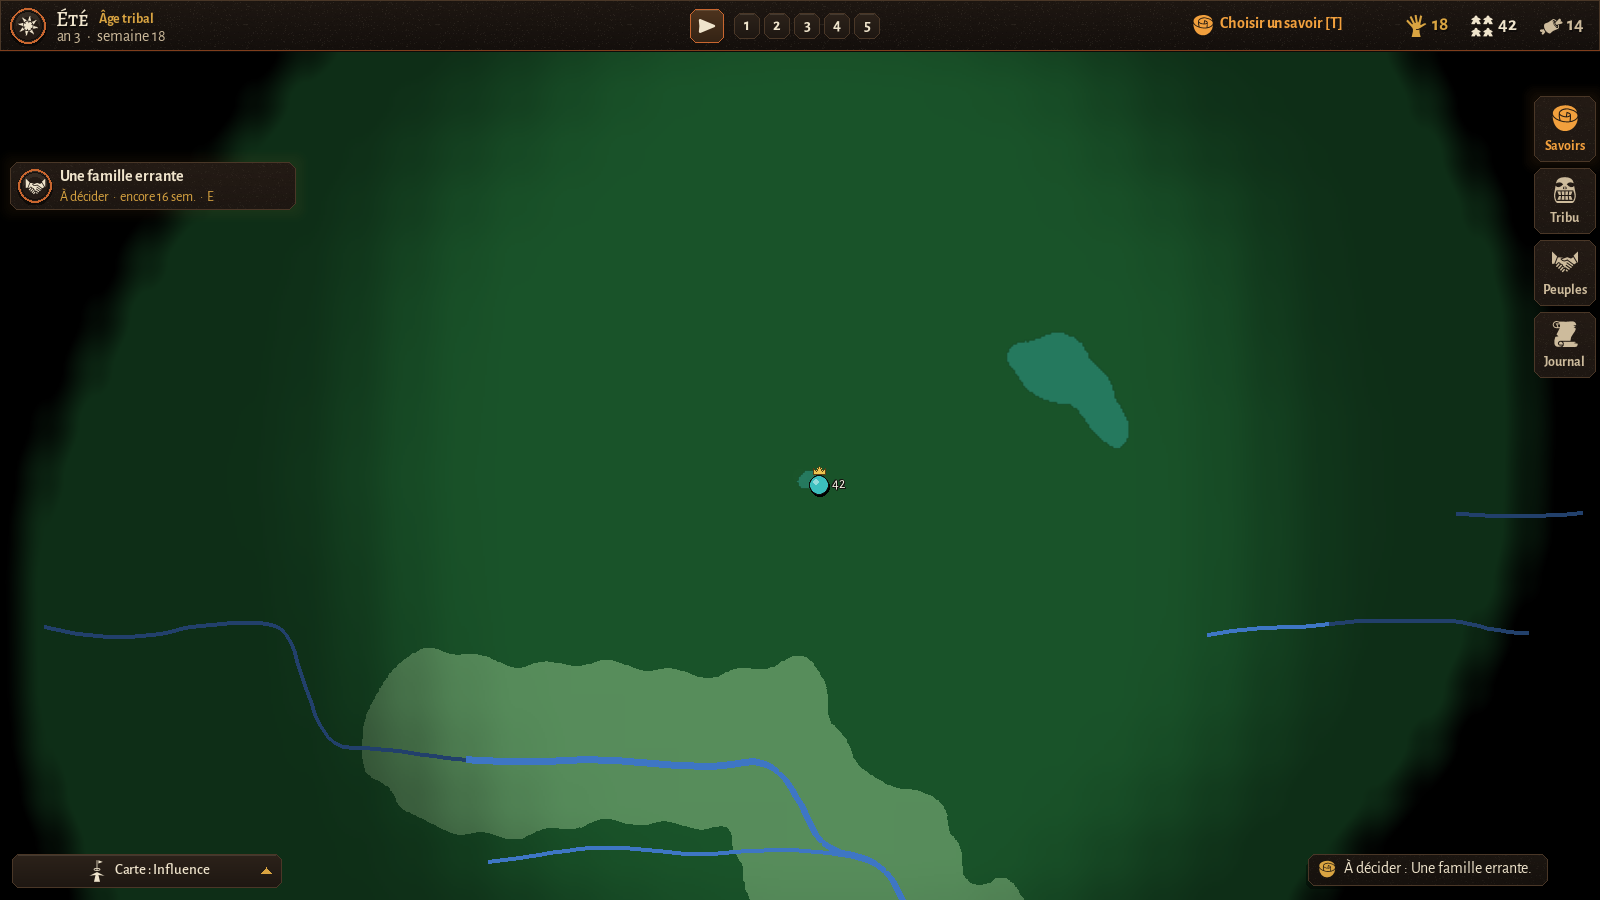 ÉTÉ Âge tribal
an 3 · semaine 18
1 2 3 4 5
Choisir un savoir [T]
18 42 14
Savoirs
Tribu
Peuples
Journal
Une famille errante
À décider · encore 16 sem. · E
42
Carte : Influence
À décider : Une famille errante.